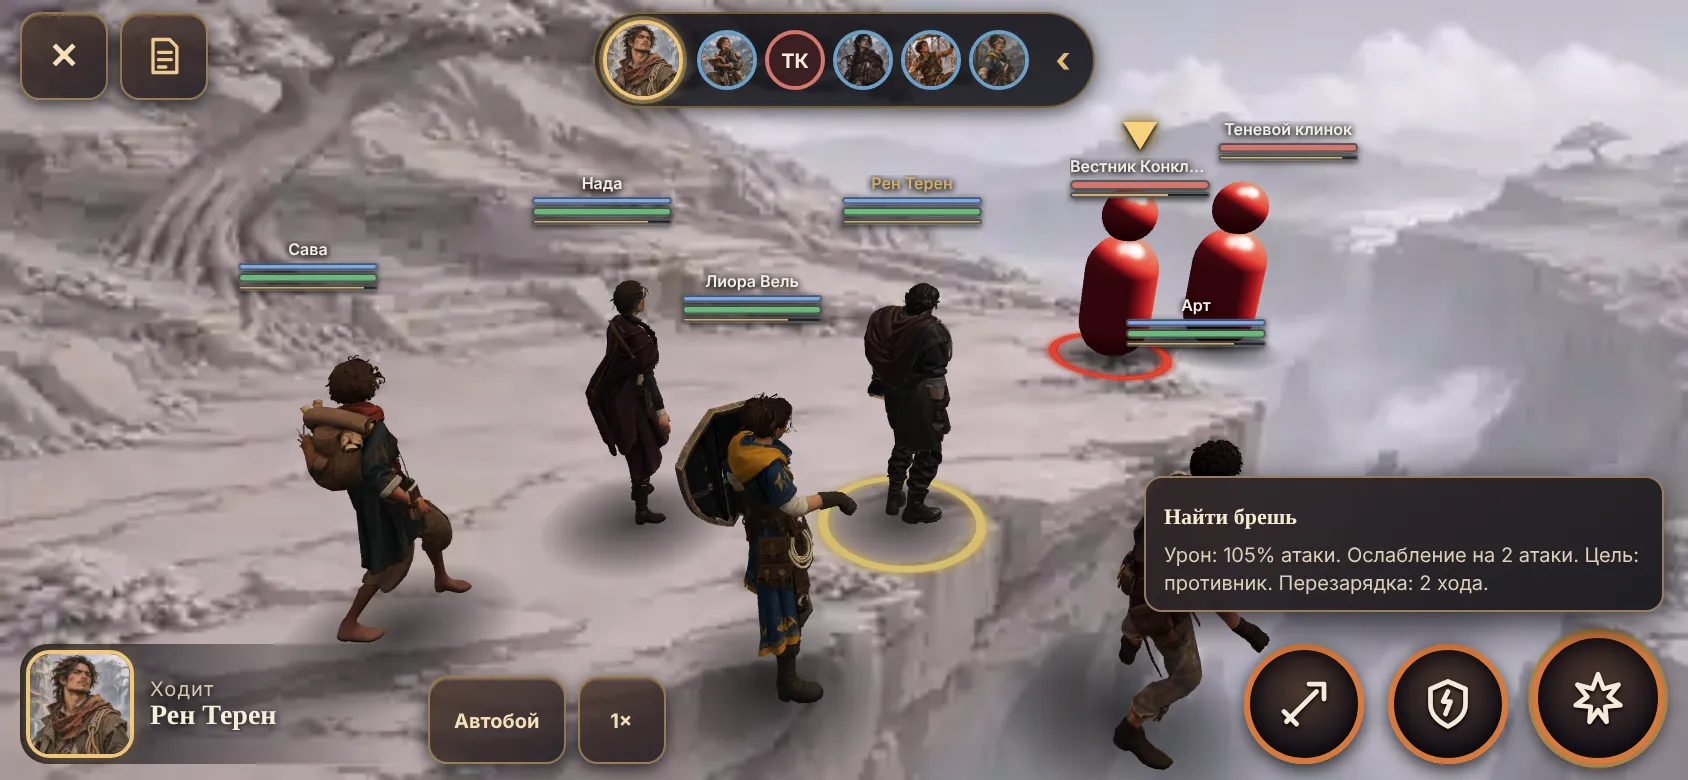 ТК
Теневой клинок
Вестник Конкл...
Нада
Рен Терен
Сава
Лиора Вель
Арт
Найти брешь
Урон: 105% атаки. Ослабление на 2 атаки. Цель:
противник. Перезарядка: 2 хода.
Ходит
Рен Терен
Автобой
1×